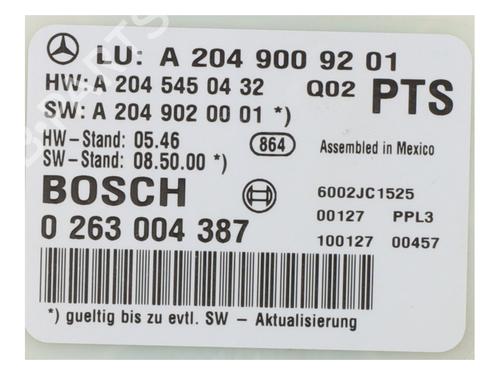 LU: A 204 900 92 01
HW: A 204 545 04 32 Q02 PTS
SW: A 204 902 00 01 *)
HW-Stand: 05.46
SW-Stand: 08.50.00 *) 864 Assembled in Mexico
BOSCH 6002JC1525
0 263 004 387 00127 PPL3
100127 00457
*) gueltig bis zu evtl. SW - Aktualisierung